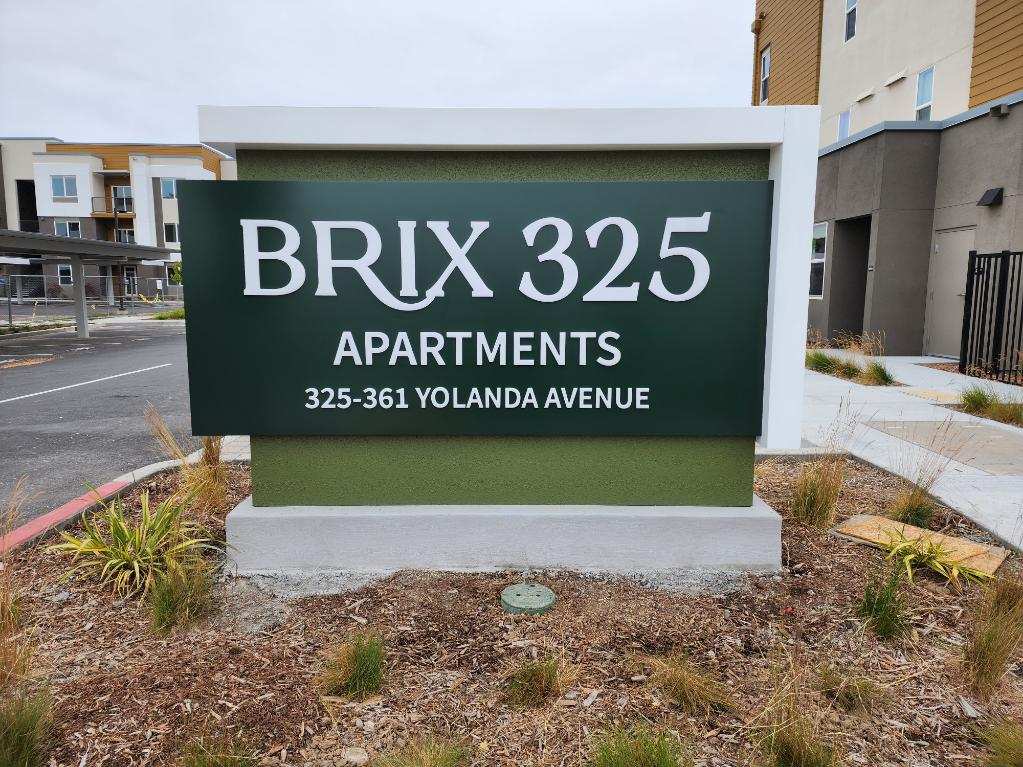 BRIX 325
APARTMENTS
325-361 YOLANDA AVENUE